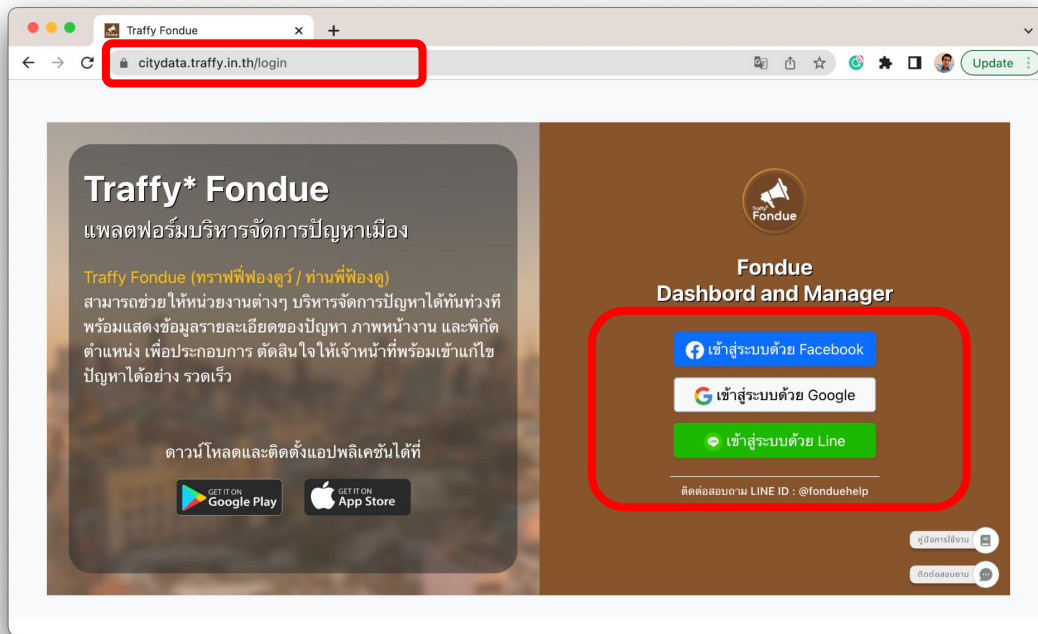 Traffy Fondue
citydata.traffy.in.th/login
Update
Traffy* Fondue
แพลตฟอร์มบริหารจัดการปัญหาเมือง
Traffy Fondue (ทราฟฟี่ฟองดูว์ / ท่านพี่ฟ้องดู)
สามารถช่วยให้หน่วยงานต่างๆ บริหารจัดการปัญหาได้ทันท่วงที
พร้อมแสดงข้อมูลรายละเอียดของปัญหา ภาพหน้างาน และพิกัด
ตำแหน่ง เพื่อประกอบการ ตัดสินใจให้เจ้าหน้าที่พร้อมเข้าแก้ไข
ปัญหาได้อย่าง รวดเร็ว
ดาวน์โหลดและติดตั้งแอปพลิเคชันได้ที่
GET IT ON
Google Play
GET IT ON
App Store
Traffy*
Fondue
Fondue
Dashbord and Manager
เข้าสู่ระบบด้วย Facebook
เข้าสู่ระบบด้วย Google
เข้าสู่ระบบด้วย Line
ติดต่อสอบถาม LINE ID : @fonduehelp
คู่มือการใช้งาน
ติดต่อสอบถาม